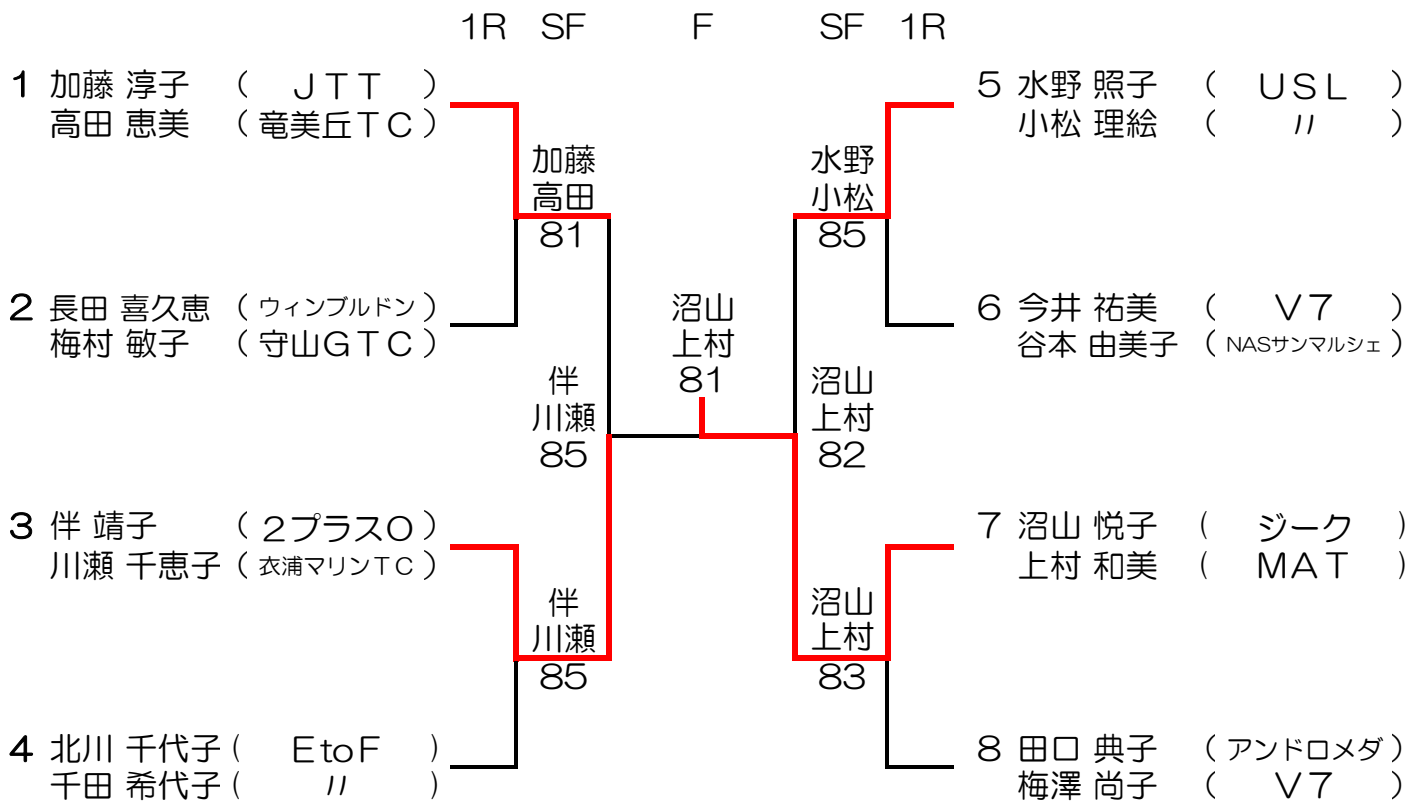 1R SF F SF 1R
1 加藤 淳子 ( JTT )
高田 恵美 ( 竜美丘TC )
2 長田 喜久恵 ( ウィンブルドン )
梅村 敏子 ( 守山GTC )
3 伴 靖子 ( 2プラスO )
川瀬 千恵子 ( 衣浦マリンTC )
4 北川 千代子 ( EtoF )
千田 希代子 ( 〃 )
加藤
高田
81
伴
川瀬
85
伴
川瀬
85
沼山
上村
81
水野
小松
85
沼山
上村
82
沼山
上村
83
5 水野 照子 ( USL )
小松 理絵 ( 〃 )
6 今井 祐美 ( V7 )
谷本 由美子 ( NASサンマルシェ )
7 沼山 悦子 ( ジーク )
上村 和美 ( MAT )
8 田口 典子 ( アンドロメダ )
梅澤 尚子 ( V7 )